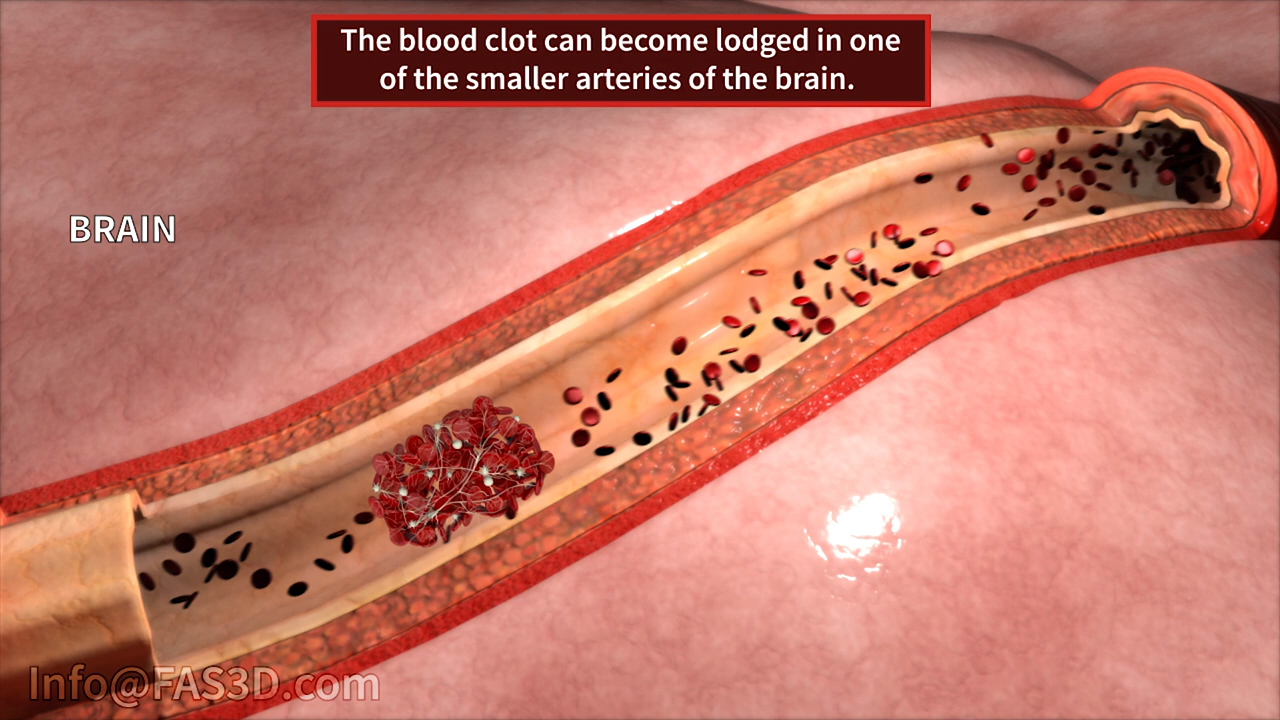 The blood clot can become lodged in one
of the smaller arteries of the brain.
BRAIN
Info@FAS3D.com